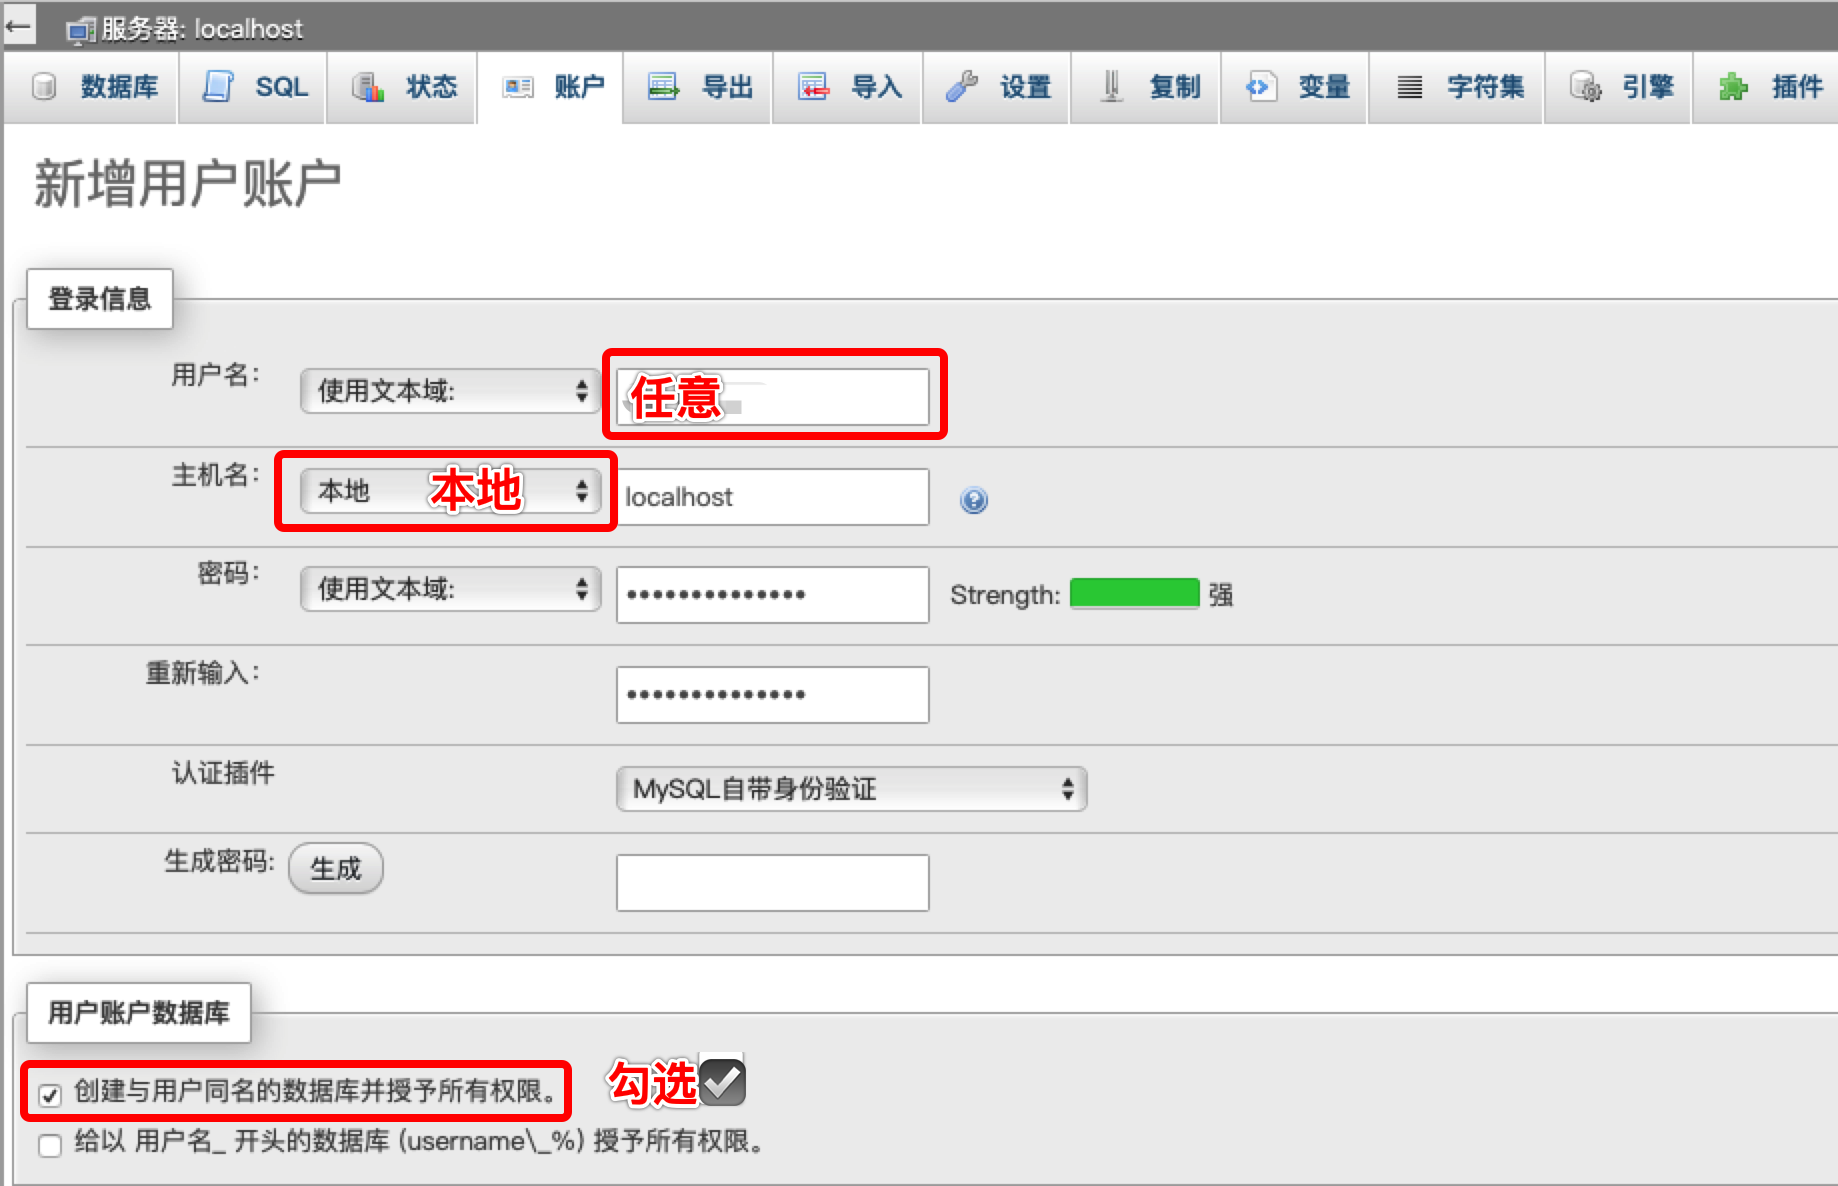 服务器: localhost
数据库 SQL 状态 账户 导出 导入 设置 复制 变量 字符集 引擎 插件
新增用户账户
登录信息
用户名: 使用文本域: 任意
主机名: 本地 本地 localhost
密码: 使用文本域: •••••••••••••• Strength: 强
重新输入: ••••••••••••••
认证插件 MySQL自带身份验证
生成密码: 生成
用户账户数据库
创建与用户同名的数据库并授予所有权限。 勾选
给以 用户名_ 开头的数据库 (username\_%) 授予所有权限。